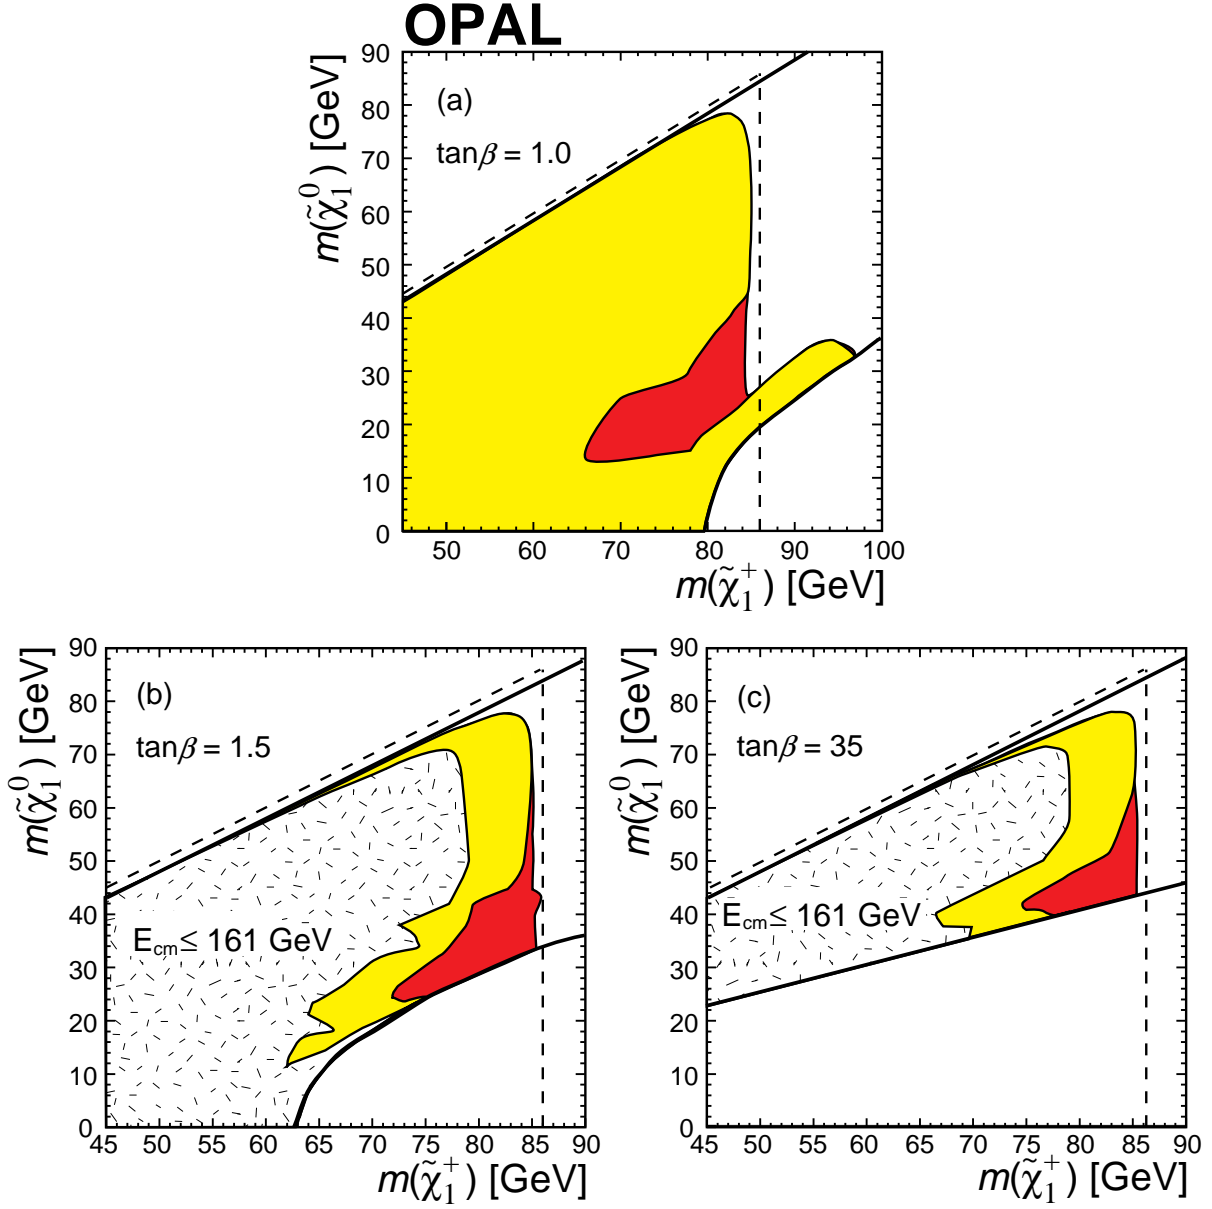 OPAL
m(χ̃₁⁰) [GeV]
(a)
tanβ = 1.0
90
80
70
60
50
40
30
20
10
0
50 60 70 80 90 100
m(χ̃₁⁺) [GeV]
m(χ̃₁⁰) [GeV]
(b)
tanβ = 1.5
E_cm ≤ 161 GeV
90
80
70
60
50
40
30
20
10
0
45 50 55 60 65 70 75 80 85 90
m(χ̃₁⁺) [GeV]
m(χ̃₁⁰) [GeV]
(c)
tanβ = 35
E_cm ≤ 161 GeV
90
80
70
60
50
40
30
20
10
0
45 50 55 60 65 70 75 80 85 90
m(χ̃₁⁺) [GeV]